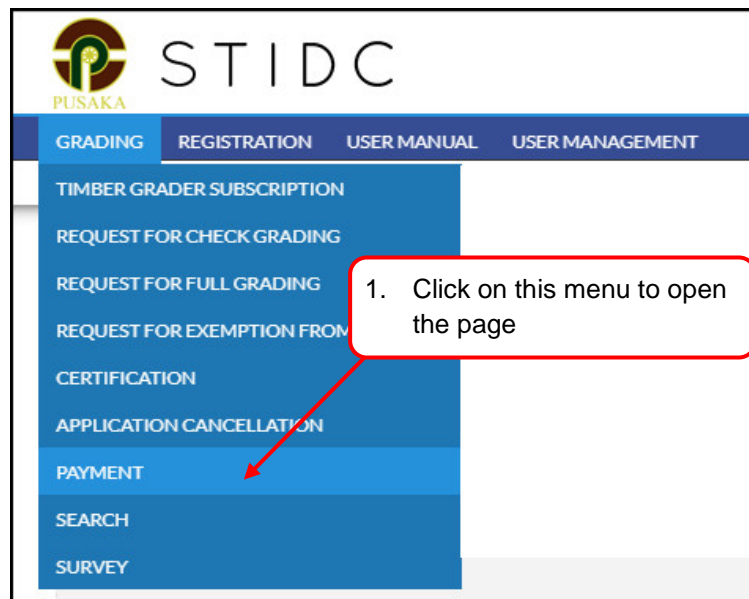 STIDC
PUSAKA
GRADING REGISTRATION USER MANUAL USER MANAGEMENT
TIMBER GRADER SUBSCRIPTION
REQUEST FOR CHECK GRADING
REQUEST FOR FULL GRADING
REQUEST FOR EXEMPTION FROM
CERTIFICATION
APPLICATION CANCELLATION
PAYMENT
SEARCH
SURVEY
1. Click on this menu to open
the page